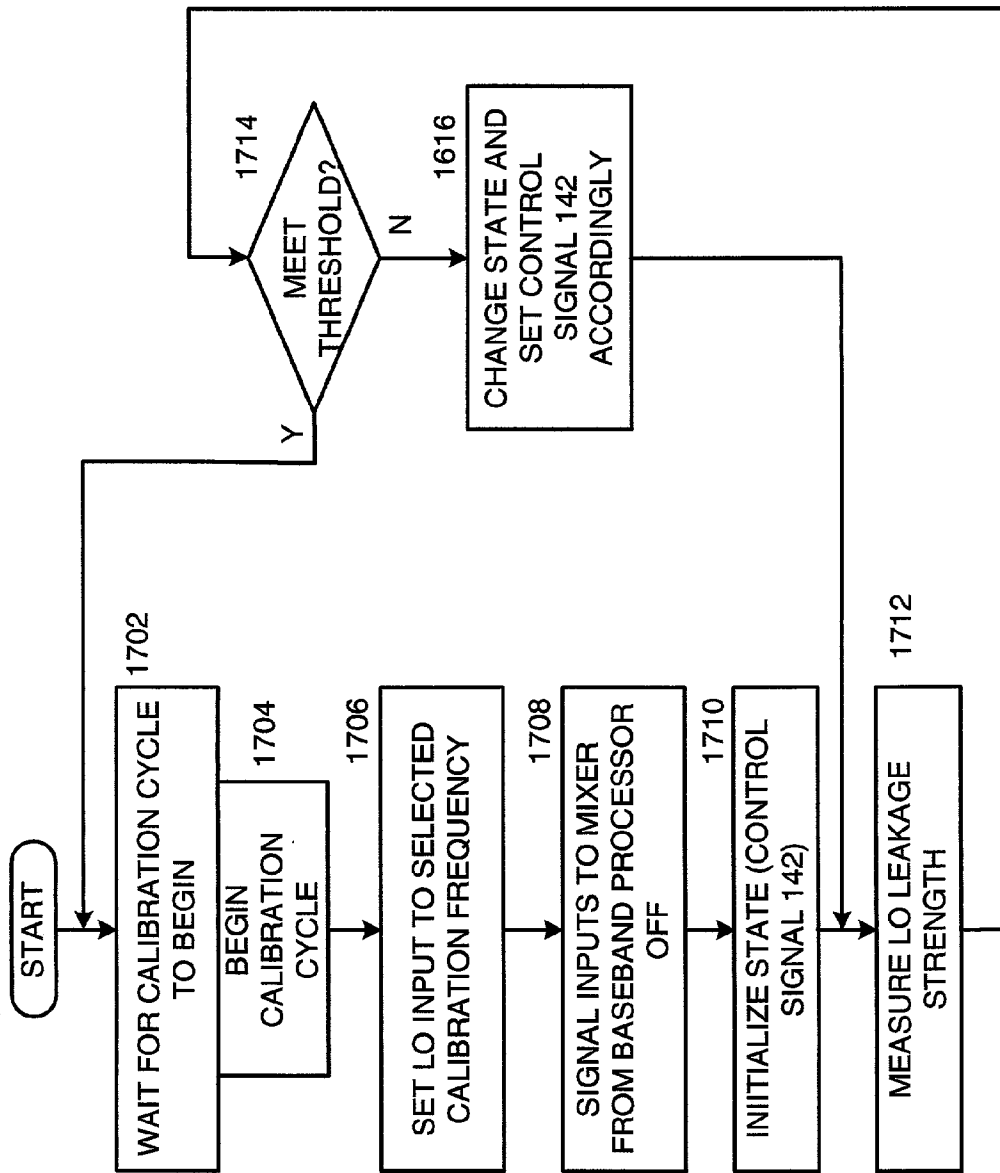 START
WAIT FOR CALIBRATION CYCLE
TO BEGIN
1702
BEGIN
CALIBRATION
CYCLE
1704
SET LO INPUT TO SELECTED
CALIBRATION FREQUENCY
1706
SIGNAL INPUTS TO MIXER
FROM BASEBAND PROCESSOR
OFF
1708
INIITIALIZE STATE (CONTROL
SIGNAL 142)
1710
MEASURE LO LEAKAGE
STRENGTH
1712
MEET
THRESHOLD?
1714
Y
N
CHANGE STATE AND
SET CONTROL
SIGNAL 142
ACCORDINGLY
1616